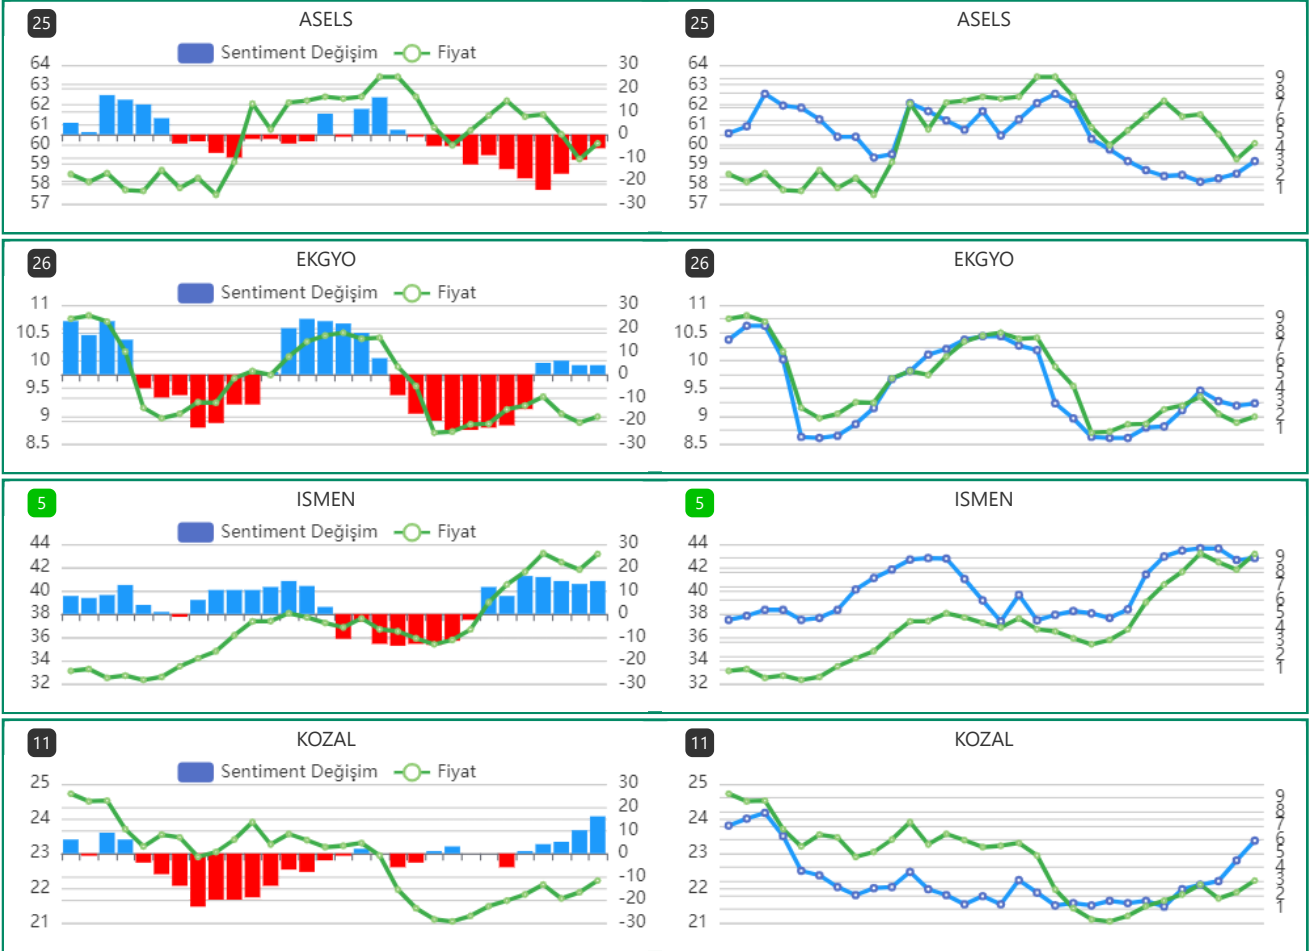 25 ASELS
Sentiment Değişim Fiyat
64 63 62 61 60 59 58 57
30 20 10 0 -10 -20 -30
25 ASELS
64 63 62 61 60 59 58 57
9 8 7 6 5 4 3 2 1
26 EKGYO
Sentiment Değişim Fiyat
11 10.5 10 9.5 9 8.5
30 20 10 0 -10 -20 -30
26 EKGYO
11 10.5 10 9.5 9 8.5
9 8 7 6 5 4 3 2 1
5 ISMEN
Sentiment Değişim Fiyat
44 42 40 38 36 34 32
30 20 10 0 -10 -20 -30
5 ISMEN
44 42 40 38 36 34 32
9 8 7 6 5 4 3 2 1
11 KOZAL
Sentiment Değişim Fiyat
25 24 23 22 21
30 20 10 0 -10 -20 -30
11 KOZAL
25 24 23 22 21
9 8 7 6 5 4 3 2 1